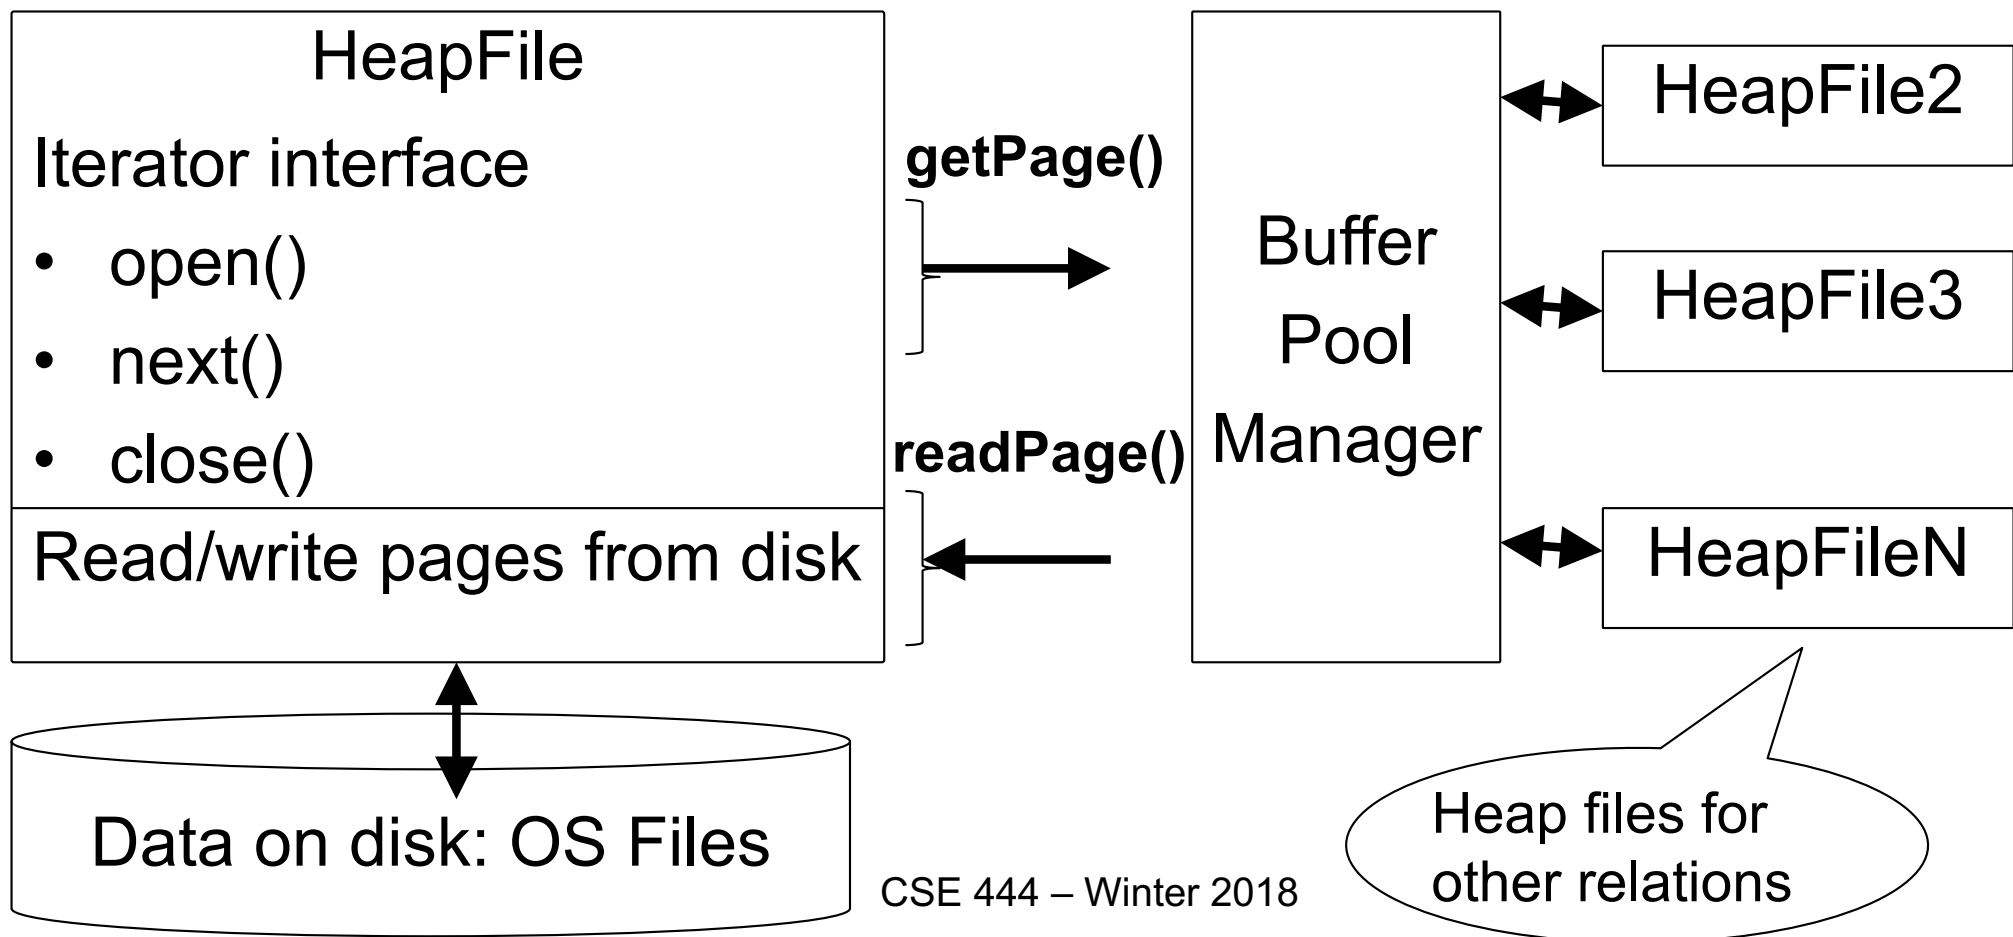 HeapFile
Iterator interface
• open()
• next()
• close()
Read/write pages from disk
Data on disk: OS Files
getPage()
readPage()
Buffer
Pool
Manager
HeapFile2
HeapFile3
HeapFileN
Heap files for
other relations
CSE 444 – Winter 2018